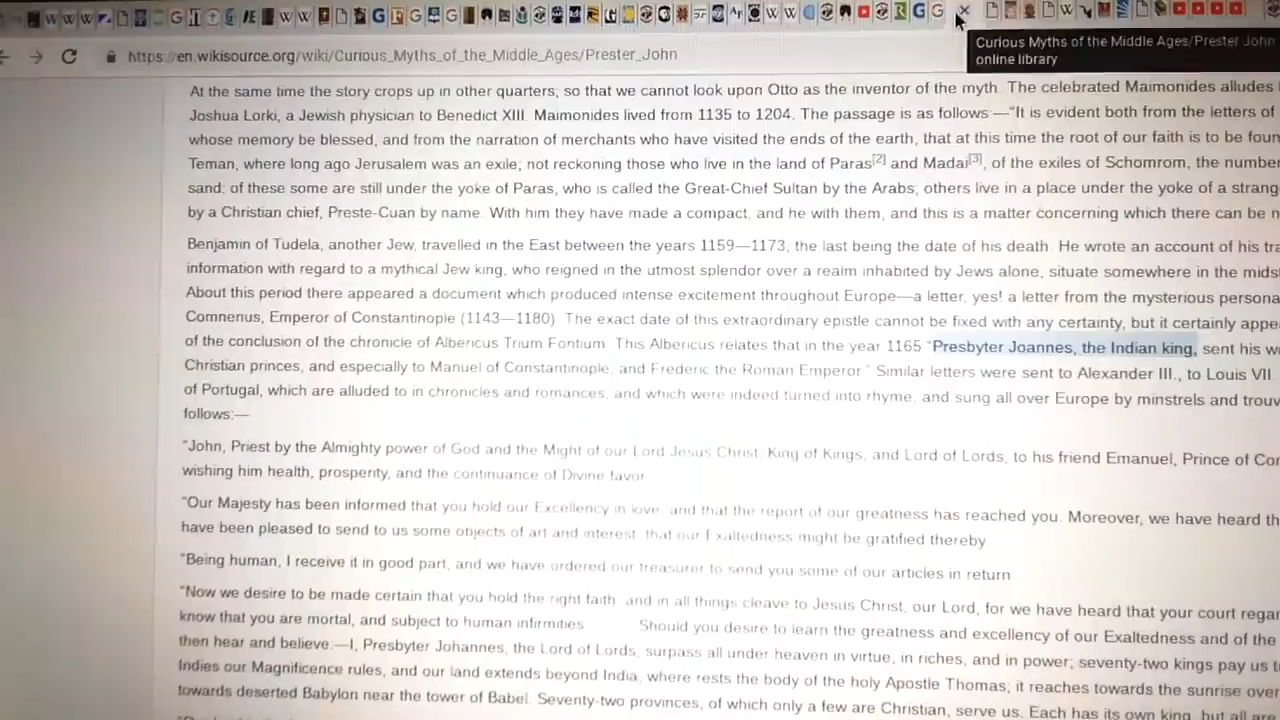 https://en.wikisource.org/wiki/Curious_Myths_of_the_Middle_Ages/Prester_John
Curious Myths of the Middle Ages/Prester John
online library
At the same time the story crops up in other quarters; so that we cannot look upon Otto as the inventor of the myth. The celebrated Maimonides alludes
Joshua Lorki, a Jewish physician to Benedict XIII. Maimonides lived from 1135 to 1204. The passage is as follows:—"It is evident both from the letters of
whose memory be blessed, and from the narration of merchants who have visited the ends of the earth, that at this time the root of our faith is to be foun
Teman, where long ago Jerusalem was an exile; not reckoning those who live in the land of Paras[2] and Madai[3], of the exiles of Schomrom, the number
sand: of these some are still under the yoke of Paras, who is called the Great-Chief Sultan by the Arabs; others live in a place under the yoke of a strang
by a Christian chief, Preste-Cuan by name. With him they have made a compact, and he with them; and this is a matter concerning which there can be
Benjamin of Tudela, another Jew, travelled in the East between the years 1159—1173, the last being the date of his death. He wrote an account of his tra
information with regard to a mythical Jew king, who reigned in the utmost splendor over a realm inhabited by Jews alone, situate somewhere in the mids
About this period there appeared a document which produced intense excitement throughout Europe—a letter, yes! a letter from the mysterious persona
Comnenus, Emperor of Constantinople (1143—1180). The exact date of this extraordinary epistle cannot be fixed with any certainty, but it certainly appe
of the conclusion of the chronicle of Albericus Trium Fontium. This Albericus relates that in the year 1165 "Presbyter Joannes, the Indian king, sent his w
Christian princes, and especially to Manuel of Constantinople, and Frederic the Roman Emperor." Similar letters were sent to Alexander III., to Louis VII.
of Portugal, which are alluded to in chronicles and romances, and which were indeed turned into rhyme, and sung all over Europe by minstrels and trouv
follows:—
"John, Priest by the Almighty power of God and the Might of our Lord Jesus Christ, King of Kings, and Lord of Lords, to his friend Emanuel, Prince of Con
wishing him health, prosperity, and the continuance of Divine favor.
"Our Majesty has been informed that you hold our Excellency in love, and that the report of our greatness has reached you. Moreover, we have heard th
have been pleased to send to us some objects of art and interest, that our Exaltedness might be gratified thereby.
"Being human, I receive it in good part, and we have ordered our treasurer to send you some of our articles in return
"Now we desire to be made certain that you hold the right faith, and in all things cleave to Jesus Christ, our Lord, for we have heard that your court regar
know that you are mortal, and subject to human infirmities Should you desire to learn the greatness and excellency of our Exaltedness and of the
then hear and believe:—I, Presbyter Johannes, the Lord of Lords, surpass all under heaven in virtue, in riches, and in power; seventy-two kings pay us t
Indies our Magnificence rules, and our land extends beyond India, where rests the body of the holy Apostle Thomas; it reaches towards the sunrise over
towards deserted Babylon near the tower of Babel. Seventy-two provinces, of which only a few are Christian, serve us. Each has its own king, but all are